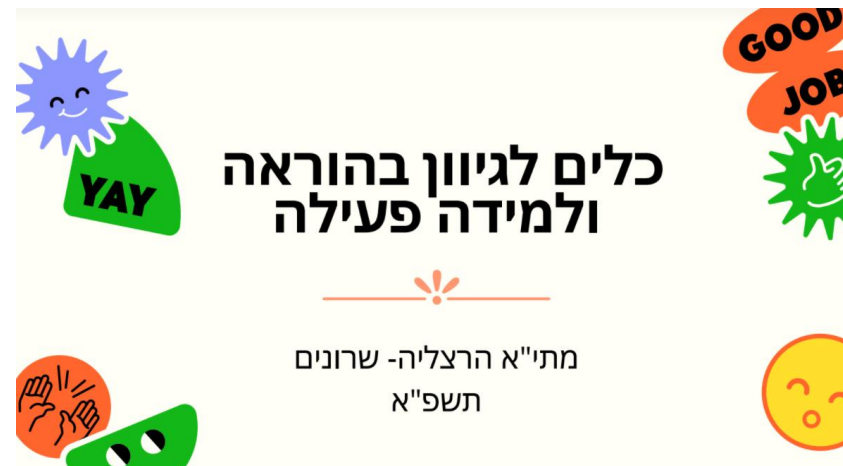 GOOD
JOB
YAY
כלים לגיוון בהוראה
ולמידה פעילה
מתי"א הרצליה- שרונים
תשפ"א